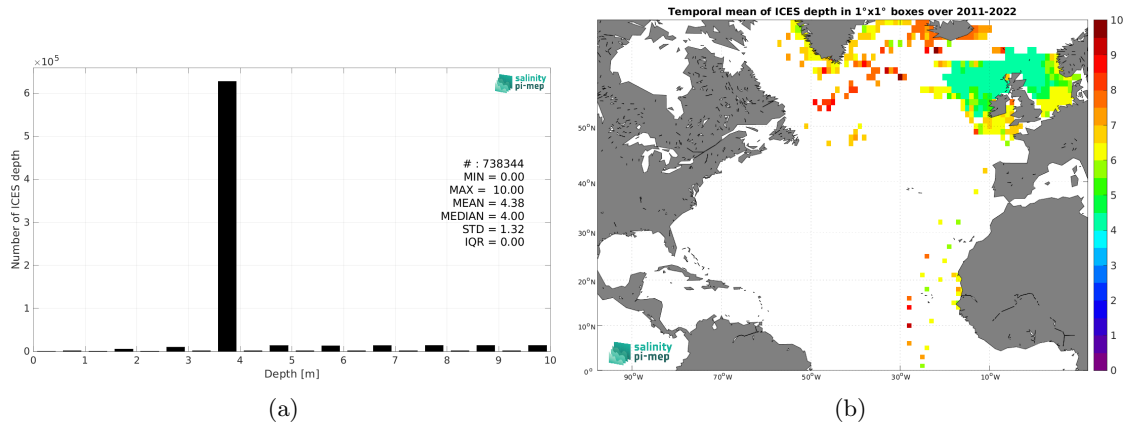 ×10⁵
6
5
4
3
2
1
0
Number of ICES depth
salinity
pi-mep
# : 738344
MIN = 0.00
MAX = 10.00
MEAN = 4.38
MEDIAN = 4.00
STD = 1.32
IQR = 0.00
0 1 2 3 4 5 6 7 8 9 10
Depth [m]
(a)
Temporal mean of ICES depth in 1°x1° boxes over 2011-2022
50°N
40°N
30°N
20°N
10°N
0°
90°W 70°W 50°W 30°W 10°W
salinity
pi-mep
10
9
8
7
6
5
4
3
2
1
0
(b)